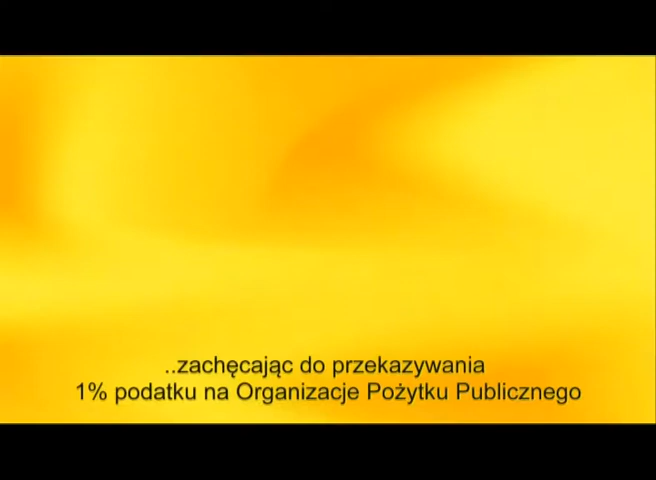 ..zachęcając do przekazywania
1% podatku na Organizacje Pożytku Publicznego